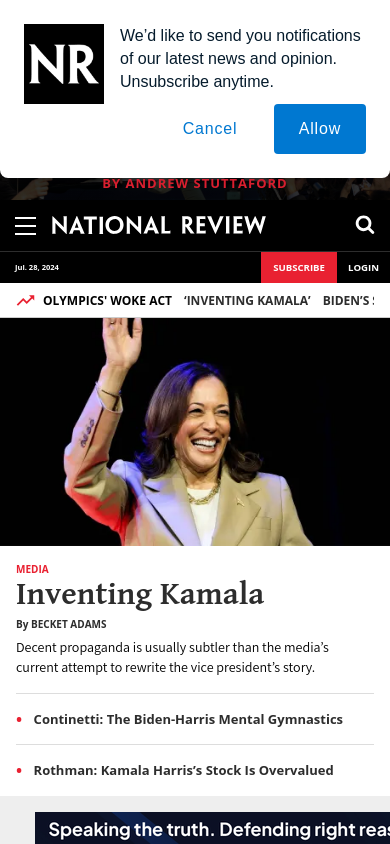 NR
We’d like to send you notifications
of our latest news and opinion.
Unsubscribe anytime.
Cancel
Allow
BY ANDREW STUTTAFORD
NATIONAL REVIEW
Jul. 28, 2024
SUBSCRIBE
LOGIN
OLYMPICS' WOKE ACT ‘INVENTING KAMALA’ BIDEN’S
MEDIA
Inventing Kamala
By BECKET ADAMS
Decent propaganda is usually subtler than the media’s
current attempt to rewrite the vice president’s story.
Continetti: The Biden-Harris Mental Gymnastics
Rothman: Kamala Harris’s Stock Is Overvalued
Speaking the truth. Defending right